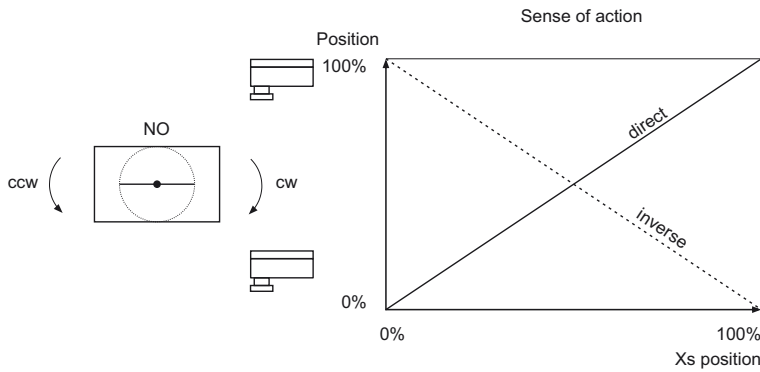 Sense of action
Position
100%
NO
ccw
cw
direct
inverse
0%
0%
100%
Xs position